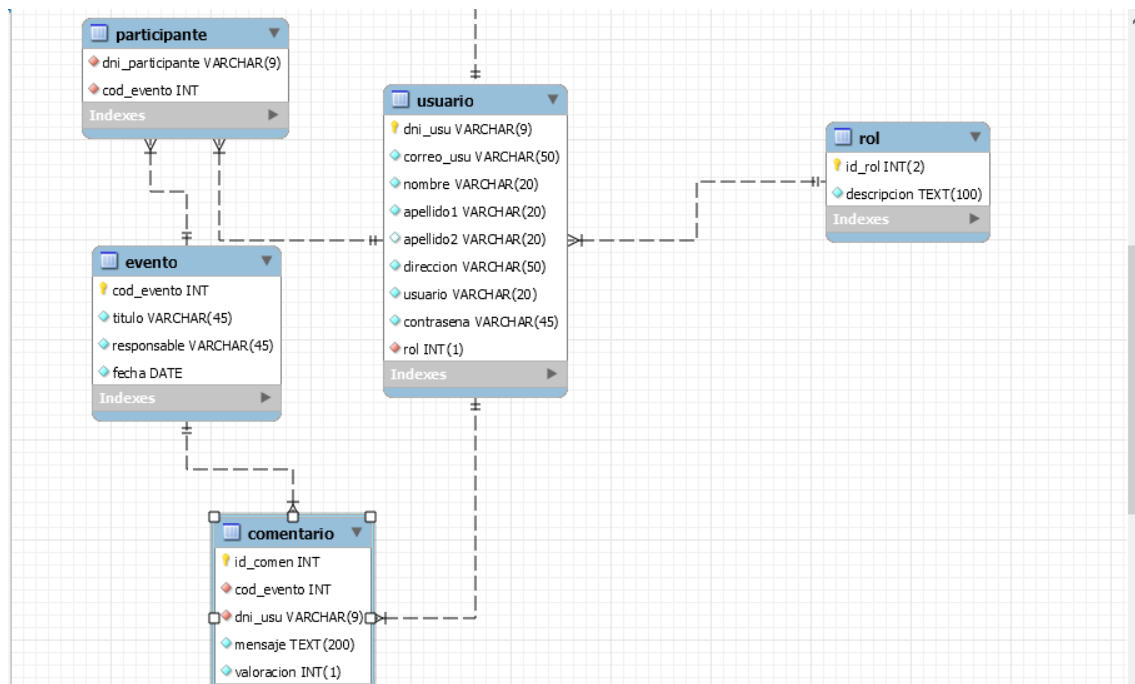 participante
dni_participante VARCHAR(9)
cod_evento INT
Indexes
usuario
dni_usu VARCHAR(9)
correo_usu VARCHAR(50)
nombre VARCHAR(20)
apellido1 VARCHAR(20)
apellido2 VARCHAR(20)
direccion VARCHAR(50)
usuario VARCHAR(20)
contrasena VARCHAR(45)
rol INT(1)
Indexes
rol
id_rol INT(2)
descripcion TEXT(100)
Indexes
evento
cod_evento INT
titulo VARCHAR(45)
responsable VARCHAR(45)
fecha DATE
Indexes
comentario
id_comen INT
cod_evento INT
dni_usu VARCHAR(9)
mensaje TEXT(200)
valoracion INT(1)